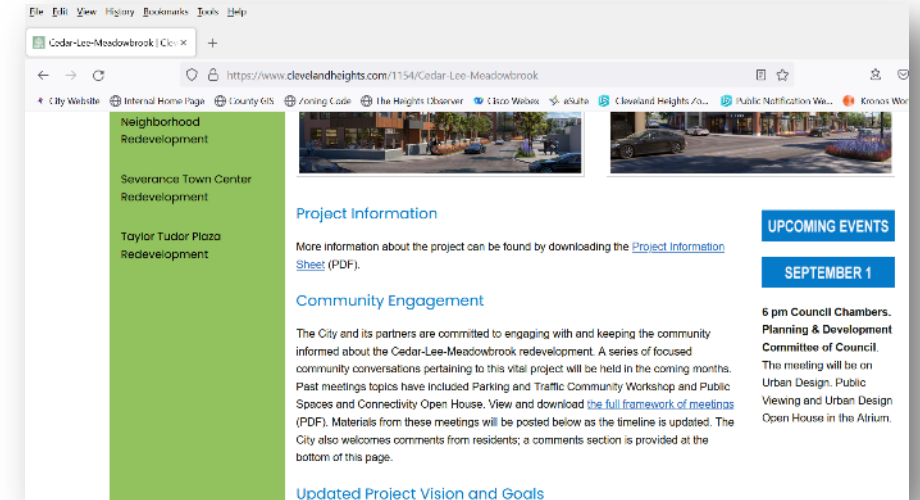 File Edit View History Bookmarks Tools Help
Cedar-Lee-Meadowbrook | Clev ×
https://www.clevelandheights.com/1154/Cedar-Lee-Meadowbrook
City Website Internal Home Page County GIS Zoning Code The Heights Observer Cisco Webex eSuite Cleveland Heights Zo... Public Notification We... Kronos Wor
Neighborhood
Redevelopment
Severance Town Center
Redevelopment
Taylor Tudor Plaza
Redevelopment
Project Information
More information about the project can be found by downloading the Project Information
Sheet (PDF).
Community Engagement
The City and its partners are committed to engaging with and keeping the community
informed about the Cedar-Lee-Meadowbrook redevelopment. A series of focused
community conversations pertaining to this vital project will be held in the coming months.
Past meetings topics have included Parking and Traffic Community Workshop and Public
Spaces and Connectivity Open House. View and download the full framework of meetings
(PDF). Materials from these meetings will be posted below as the timeline is updated. The
City also welcomes comments from residents; a comments section is provided at the
bottom of this page.
Updated Project Vision and Goals
UPCOMING EVENTS
SEPTEMBER 1
6 pm Council Chambers.
Planning & Development
Committee of Council.
The meeting will be on
Urban Design. Public
Viewing and Urban Design
Open House in the Atrium.